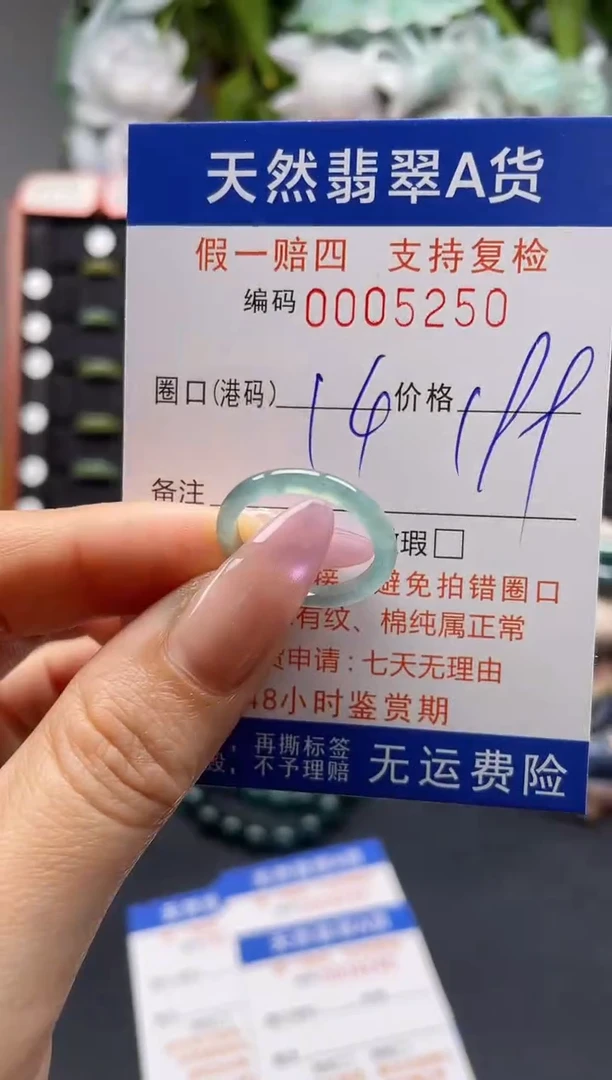 天然翡翠A货
假一赔四 支持复检
编码 0005250
圈口(港码) 14 价格
备注
瑕□
避免拍错圈口
有纹、棉纯属正常
申请:七天无理由
48小时鉴赏期
再撕标签
不予理赔
无运费险